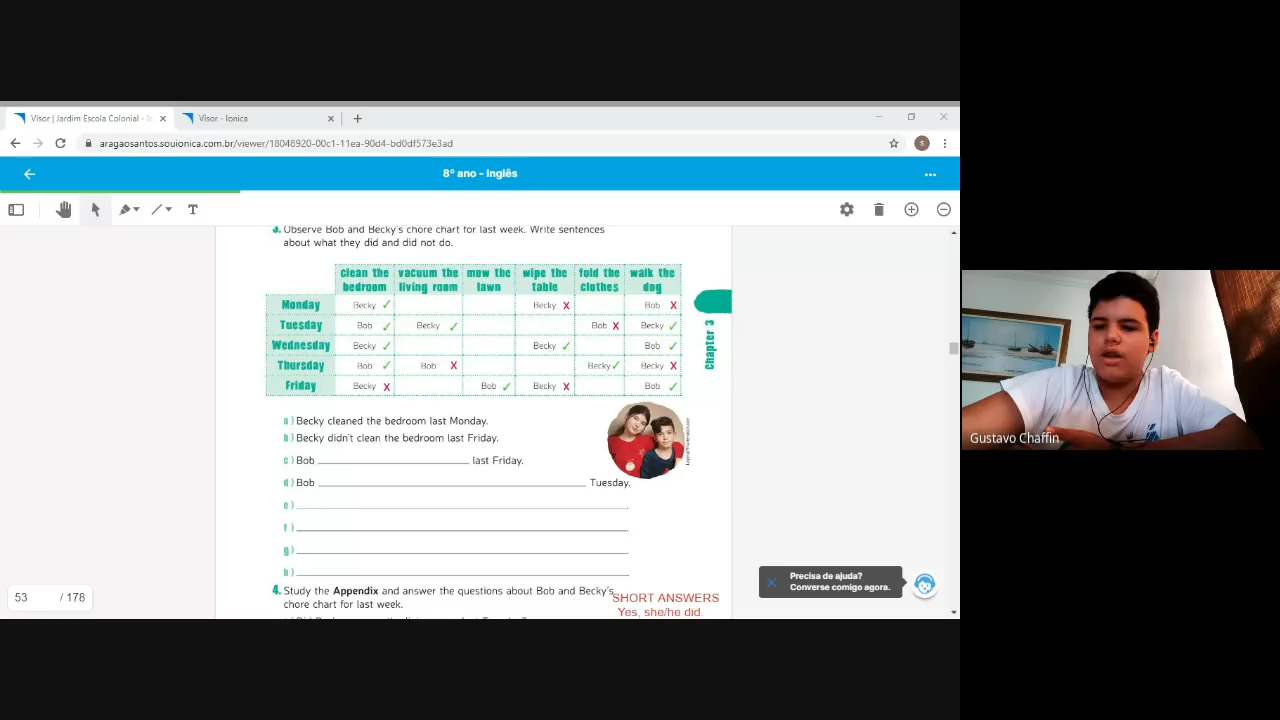 Visor | Jardim Escola Colonial - Io
Visor - Ionica
aragaosantos.souionica.com.br/viewer/18048920-00c1-11ea-90d4-bd0df573e3ad
S
8º ano - Inglês
T
3. Observe Bob and Becky's chore chart for last week. Write sentences
about what they did and did not do.
clean the bedroom vacuum the living room mow the lawn wipe the table fold the clothes walk the dog
Monday Becky ✓ Becky X Bob X
Tuesday Bob ✓ Becky ✓ Bob X Becky ✓
Wednesday Becky ✓ Becky ✓ Bob ✓
Thursday Bob ✓ Bob X Becky ✓ Becky X
Friday Becky X Bob ✓ Becky X Bob ✓
Chapter 3
a) Becky cleaned the bedroom last Monday.
b) Becky didn't clean the bedroom last Friday.
c) Bob ________ last Friday.
d) Bob ________ Tuesday.
e) ________.
f) ________.
g) ________.
h) ________.
4. Study the Appendix and answer the questions about Bob and Becky's
chore chart for last week.
SHORT ANSWERS
Yes, she/he did.
53 / 178
Precisa de ajuda?
Converse comigo agora.
Gustavo Chaffin